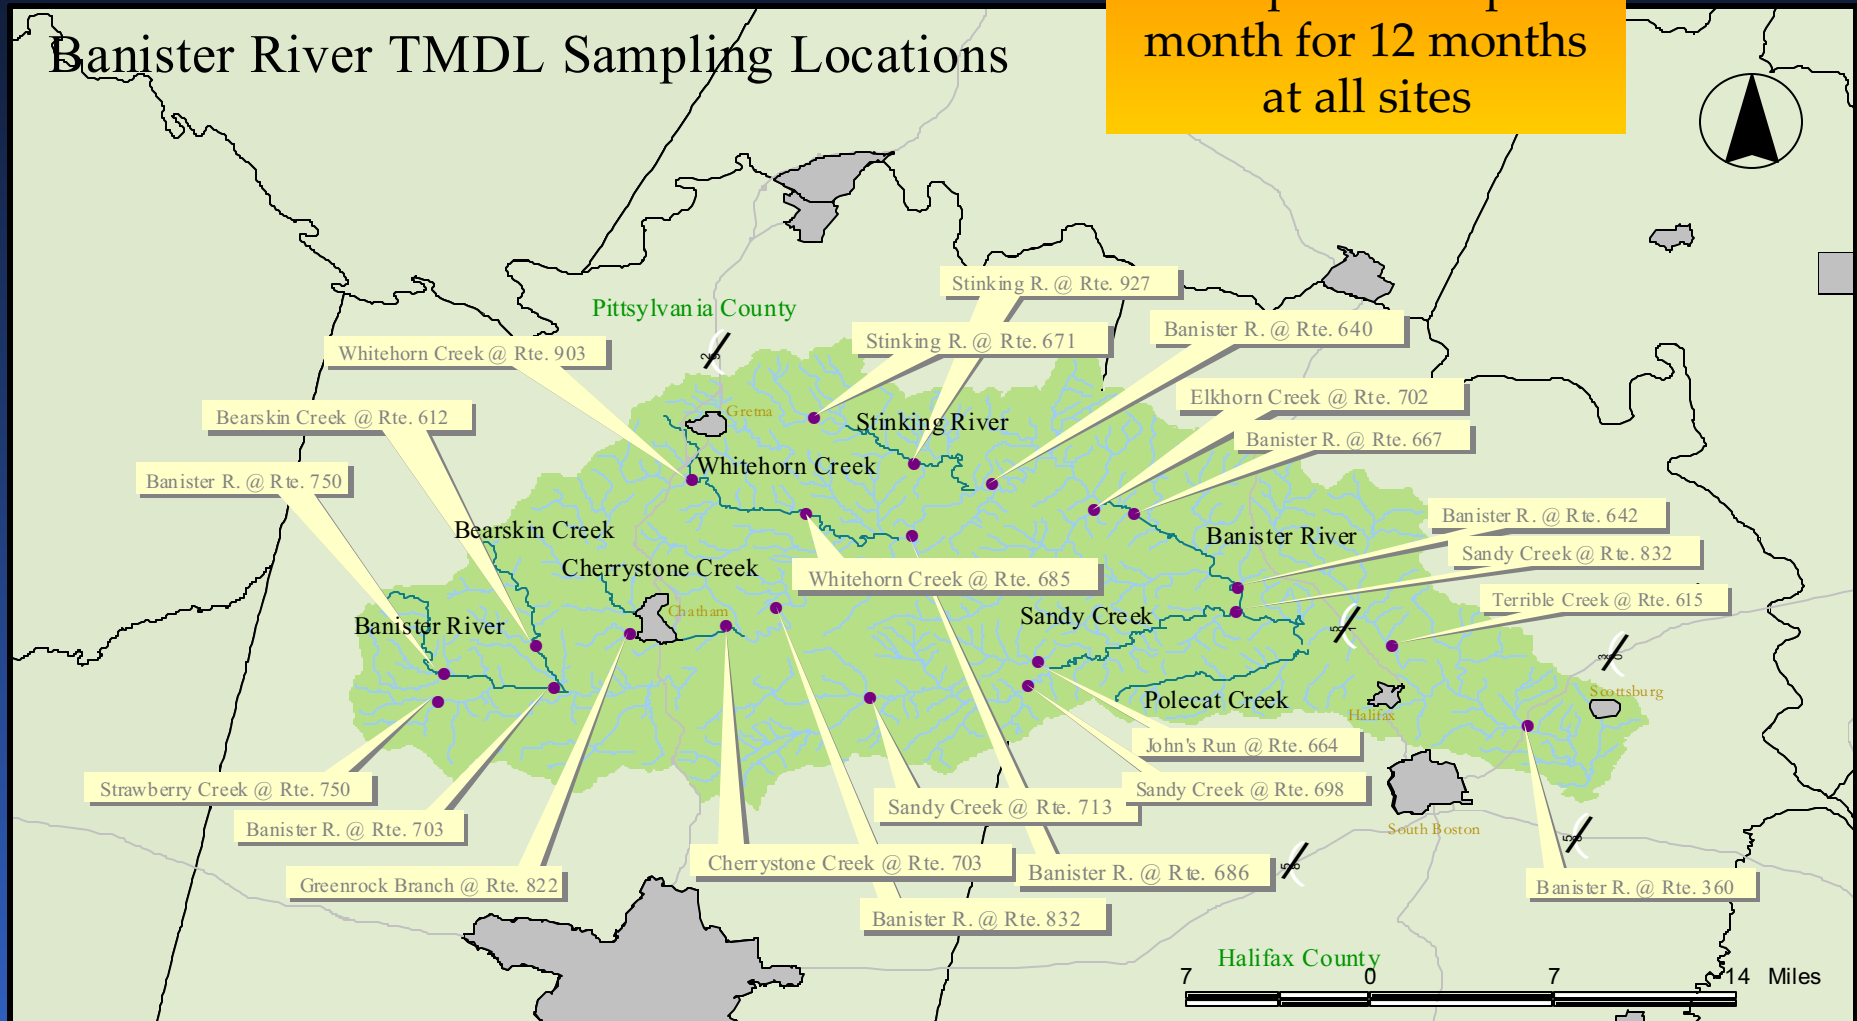 Banister River TMDL Sampling Locations
month for 12 months
at all sites
Stinking R. @ Rte. 927
Pittsylvania County
Banister R. @ Rte. 640
Stinking R. @ Rte. 671
Whitehorn Creek @ Rte. 903
Elkhorn Creek @ Rte. 702
Gretna
Bearskin Creek @ Rte. 612
Stinking River
Banister R. @ Rte. 667
Whitehorn Creek
Banister R. @ Rte. 750
Banister R. @ Rte. 642
Bearskin Creek
Banister River
Sandy Creek @ Rte. 832
Cherrystone Creek
Whitehorn Creek @ Rte. 685
Terrible Creek @ Rte. 615
Chatham
Sandy Creek
Banister River
Scottsburg
Polecat Creek
Halifax
John's Run @ Rte. 664
Strawberry Creek @ Rte. 750
Sandy Creek @ Rte. 698
Sandy Creek @ Rte. 713
Banister R. @ Rte. 703
South Boston
Cherrystone Creek @ Rte. 703
Banister R. @ Rte. 686
Greenrock Branch @ Rte. 822
Banister R. @ Rte. 360
Banister R. @ Rte. 832
Halifax County
7 0 7 14 Miles